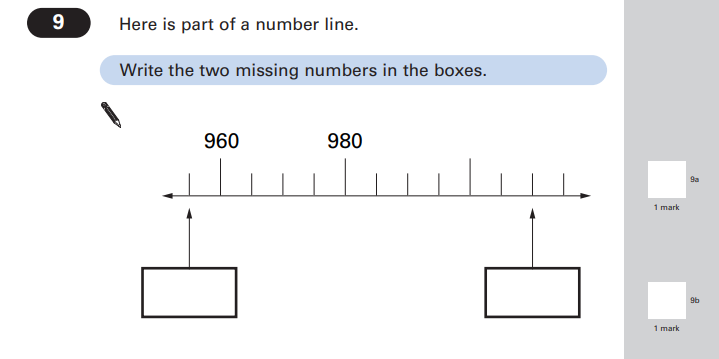 9
Here is part of a number line.
Write the two missing numbers in the boxes.
960 980
9a
1 mark
9b
1 mark